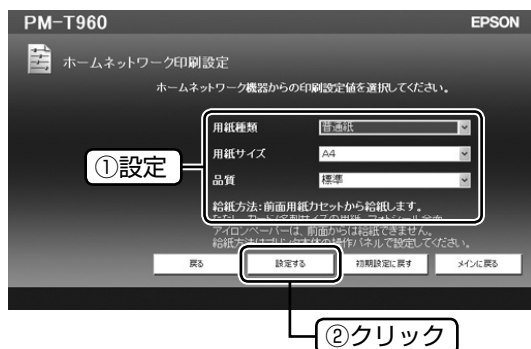 PM-T960
EPSON
ホームネットワーク印刷設定
ホームネットワーク機器からの印刷設定値を選択してください。
用紙種類
普通紙
用紙サイズ
A4
①設定
品質
標準
給紙方法：前面用紙カセットから給紙します。
アイロンペーパーは、前面からは給紙できません。
給紙方法はプリンタ本体の操作パネルで設定してください。
戻る
設定する
初期設定に戻す
メインに戻る
②クリック